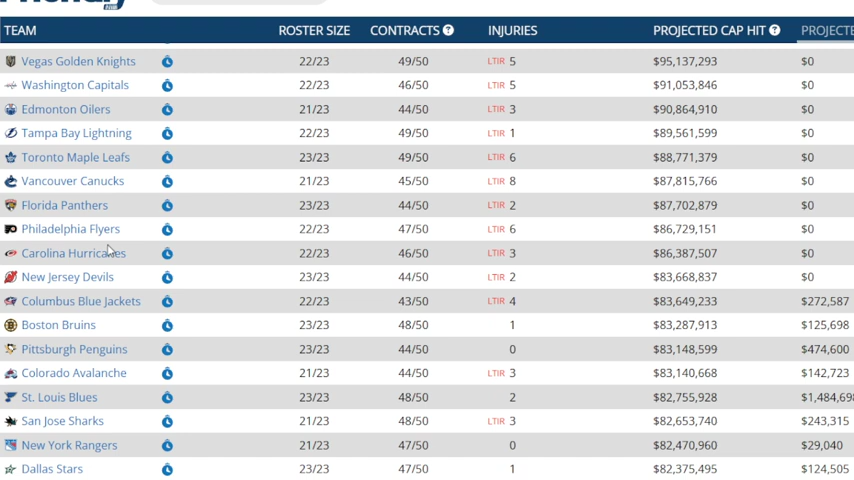 TEAM ROSTER SIZE CONTRACTS ? INJURIES PROJECTED CAP HIT ? PROJECTE
Vegas Golden Knights 22/23 49/50 LTIR 5 $95,137,293 $0
Washington Capitals 22/23 46/50 LTIR 5 $91,053,846 $0
Edmonton Oilers 21/23 44/50 LTIR 3 $90,864,910 $0
Tampa Bay Lightning 22/23 49/50 LTIR 1 $89,561,599 $0
Toronto Maple Leafs 23/23 49/50 LTIR 6 $88,771,379 $0
Vancouver Canucks 21/23 45/50 LTIR 8 $87,815,766 $0
Florida Panthers 23/23 44/50 LTIR 2 $87,702,879 $0
Philadelphia Flyers 22/23 47/50 LTIR 6 $86,729,151 $0
Carolina Hurricanes 22/23 46/50 LTIR 3 $86,387,507 $0
New Jersey Devils 23/23 44/50 LTIR 2 $83,668,837 $0
Columbus Blue Jackets 22/23 43/50 LTIR 4 $83,649,233 $272,587
Boston Bruins 23/23 48/50 1 $83,287,913 $125,698
Pittsburgh Penguins 23/23 44/50 0 $83,148,599 $474,600
Colorado Avalanche 21/23 44/50 LTIR 3 $83,140,668 $142,723
St. Louis Blues 23/23 48/50 2 $82,755,928 $1,484,698
San Jose Sharks 21/23 48/50 LTIR 3 $82,653,740 $243,315
New York Rangers 21/23 47/50 0 $82,470,960 $29,040
Dallas Stars 23/23 47/50 1 $82,375,495 $124,505